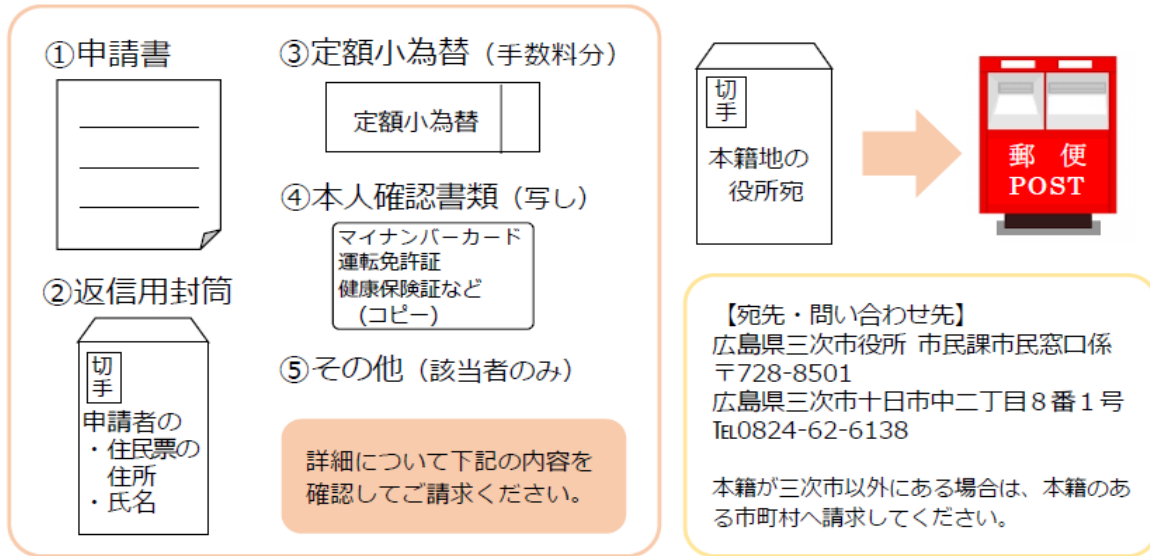 ①申請書
②返信用封筒
切
手
申請者の
・住民票の
住所
・氏名
③定額小為替（手数料分）
定額小為替
④本人確認書類（写し）
マイナンバーカード
運転免許証
健康保険証など
（コピー）
⑤その他（該当者のみ）
詳細について下記の内容を
確認してご請求ください。
切
手
本籍地の
役所宛
郵 便
POST
【宛先・問い合わせ先】
広島県三次市役所 市民課市民窓口係
〒728-8501
広島県三次市十日市中二丁目８番１号
℡0824-62-6138
本籍が三次市以外にある場合は、本籍のあ
る市町村へ請求してください。